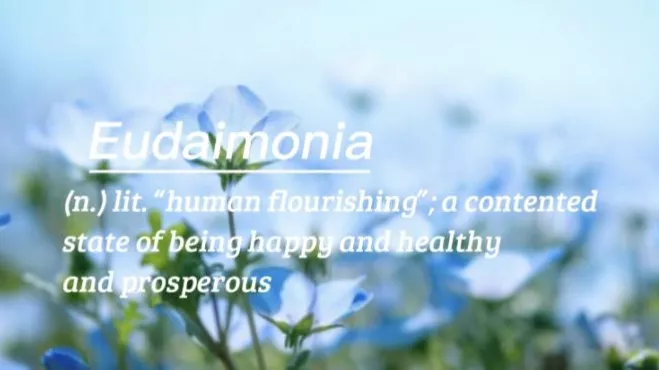 Eudaimonia
(n.) lit. “human flourishing”; a contented
state of being happy and healthy
and prosperous